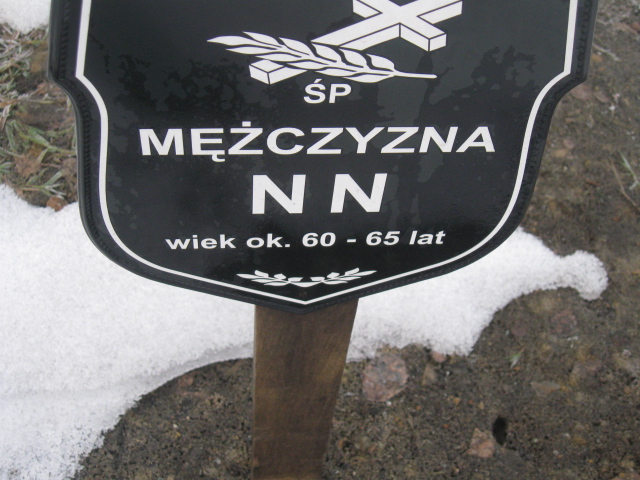 ŚP
MĘŻCZYZNA
N N
wiek ok. 60 - 65 lat